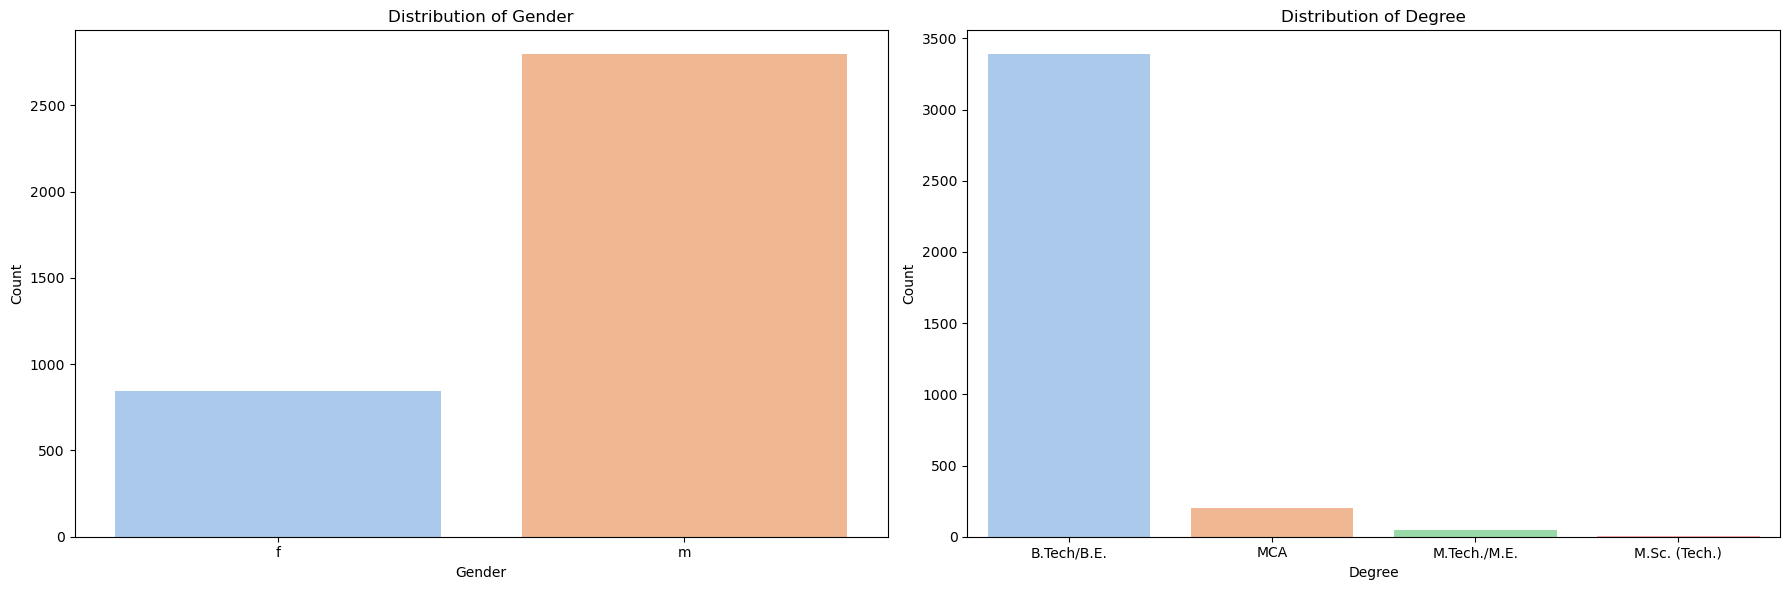 Distribution of Gender
Count
2500
2000
1500
1000
500
0
f
m
Gender
Distribution of Degree
Count
3500
3000
2500
2000
1500
1000
500
0
B.Tech/B.E.
MCA
M.Tech./M.E.
M.Sc. (Tech.)
Degree